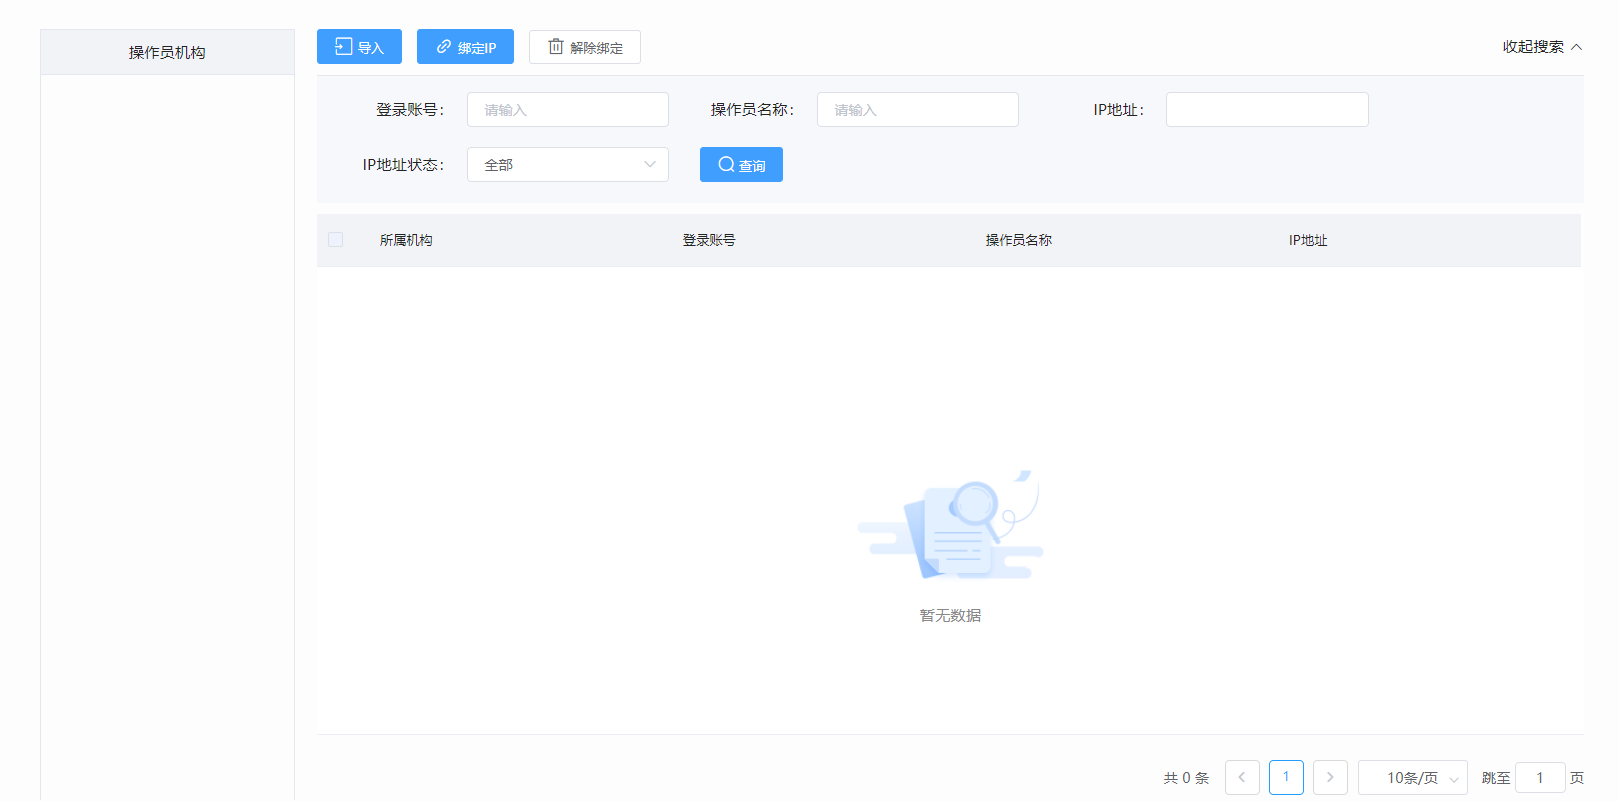 操作员机构
导入
绑定IP
解除绑定
收起搜索
登录账号：
请输入
操作员名称：
请输入
IP地址：
IP地址状态：
全部
查询
所属机构
登录账号
操作员名称
IP地址
暂无数据
共 0 条
1
10条/页
跳至
1
页